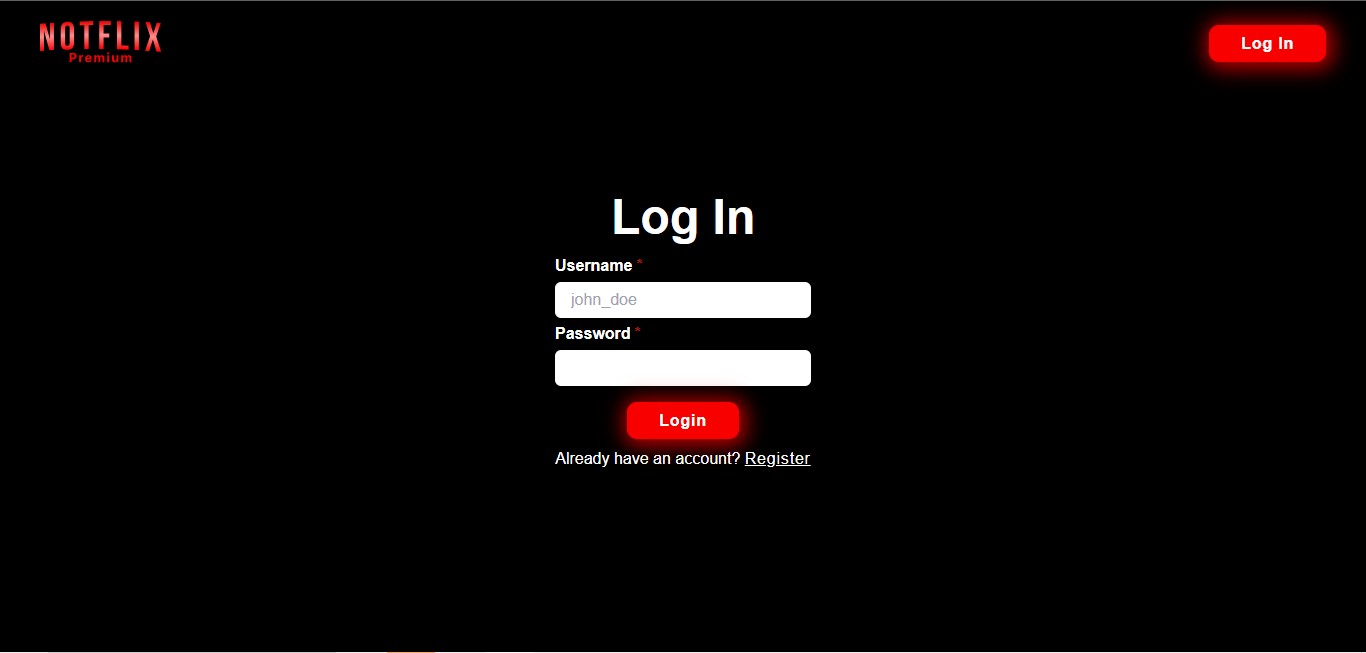 NOTFLIX
Premium
Log In
Log In
Username *
john_doe
Password *
Login
Already have an account? Register